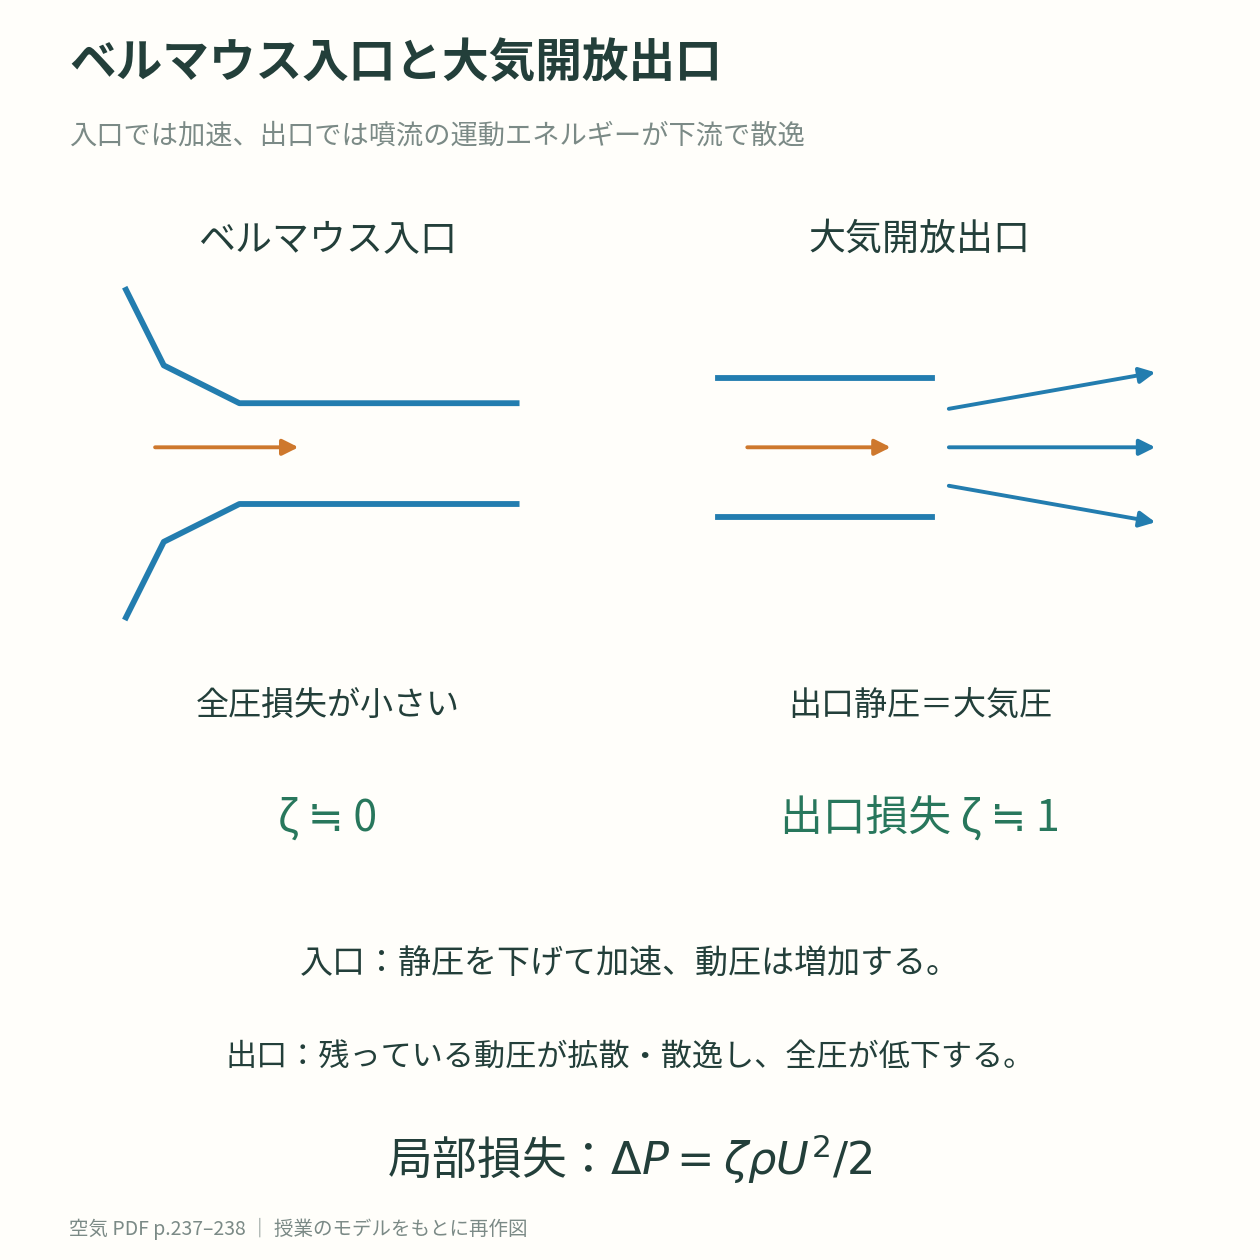 ベルマウス入口と大気開放出口
入口では加速、出口では噴流の運動エネルギーが下流で散逸
ベルマウス入口
大気開放出口
全圧損失が小さい
出口静圧＝大気圧
ζ ≒ 0
出口損失 ζ ≒ 1
入口：静圧を下げて加速、動圧は増加する。
出口：残っている動圧が拡散・散逸し、全圧が低下する。
局部損失：ΔP = ζρU²/2
空気 PDF p.237–238 ｜ 授業のモデルをもとに再作図